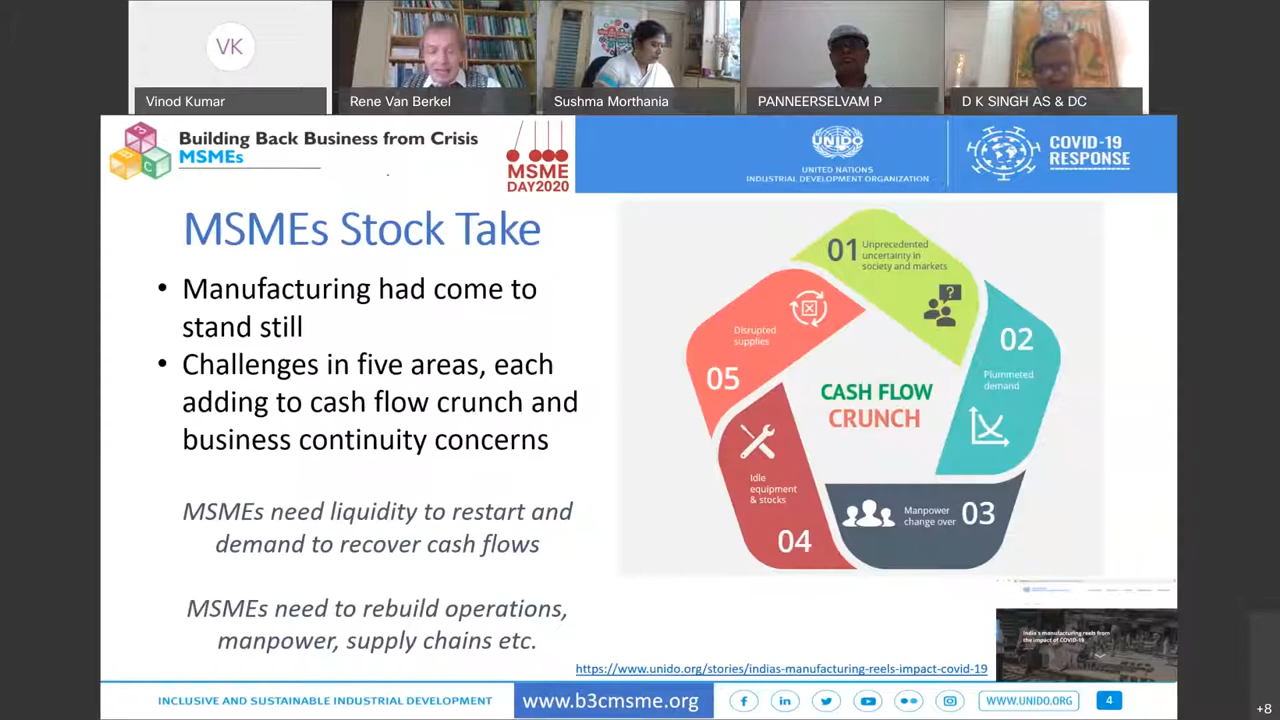 VK
Vinod Kumar
Rene Van Berkel
Sushma Morthania
PANNEERSELVAM P
D K SINGH AS & DC
Building Back Business from Crisis
MSMEs
MSME
DAY2020
UNIDO
UNITED NATIONS
INDUSTRIAL DEVELOPMENT ORGANIZATION
COVID-19
RESPONSE
MSMEs Stock Take
• Manufacturing had come to
stand still
• Challenges in five areas, each
adding to cash flow crunch and
business continuity concerns
MSMEs need liquidity to restart and
demand to recover cash flows
MSMEs need to rebuild operations,
manpower, supply chains etc.
01
Unprecedented
uncertainty in
society and markets
02
Plummeted
demand
Manpower
change over
03
Idle
equipment
& stocks
04
Disrupted
supplies
05
CASH FLOW
CRUNCH
India's manufacturing reels from
the impact of COVID-19
https://www.unido.org/stories/indias-manufacturing-reels-impact-covid-19
INCLUSIVE AND SUSTAINABLE INDUSTRIAL DEVELOPMENT
www.b3cmsme.org
WWW.UNIDO.ORG
4
+8